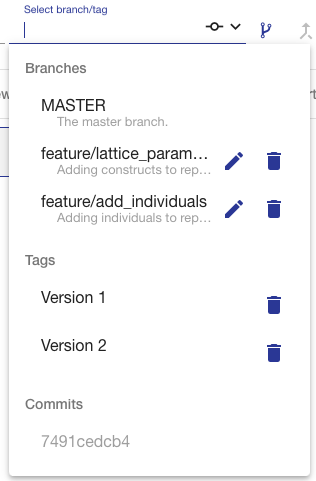 Select branch/tag
Branches
MASTER
The master branch.
feature/lattice_param…
Adding constructs to rep…
feature/add_individuals
Adding individuals to rep…
Tags
Version 1
Version 2
Commits
7491cedcb4